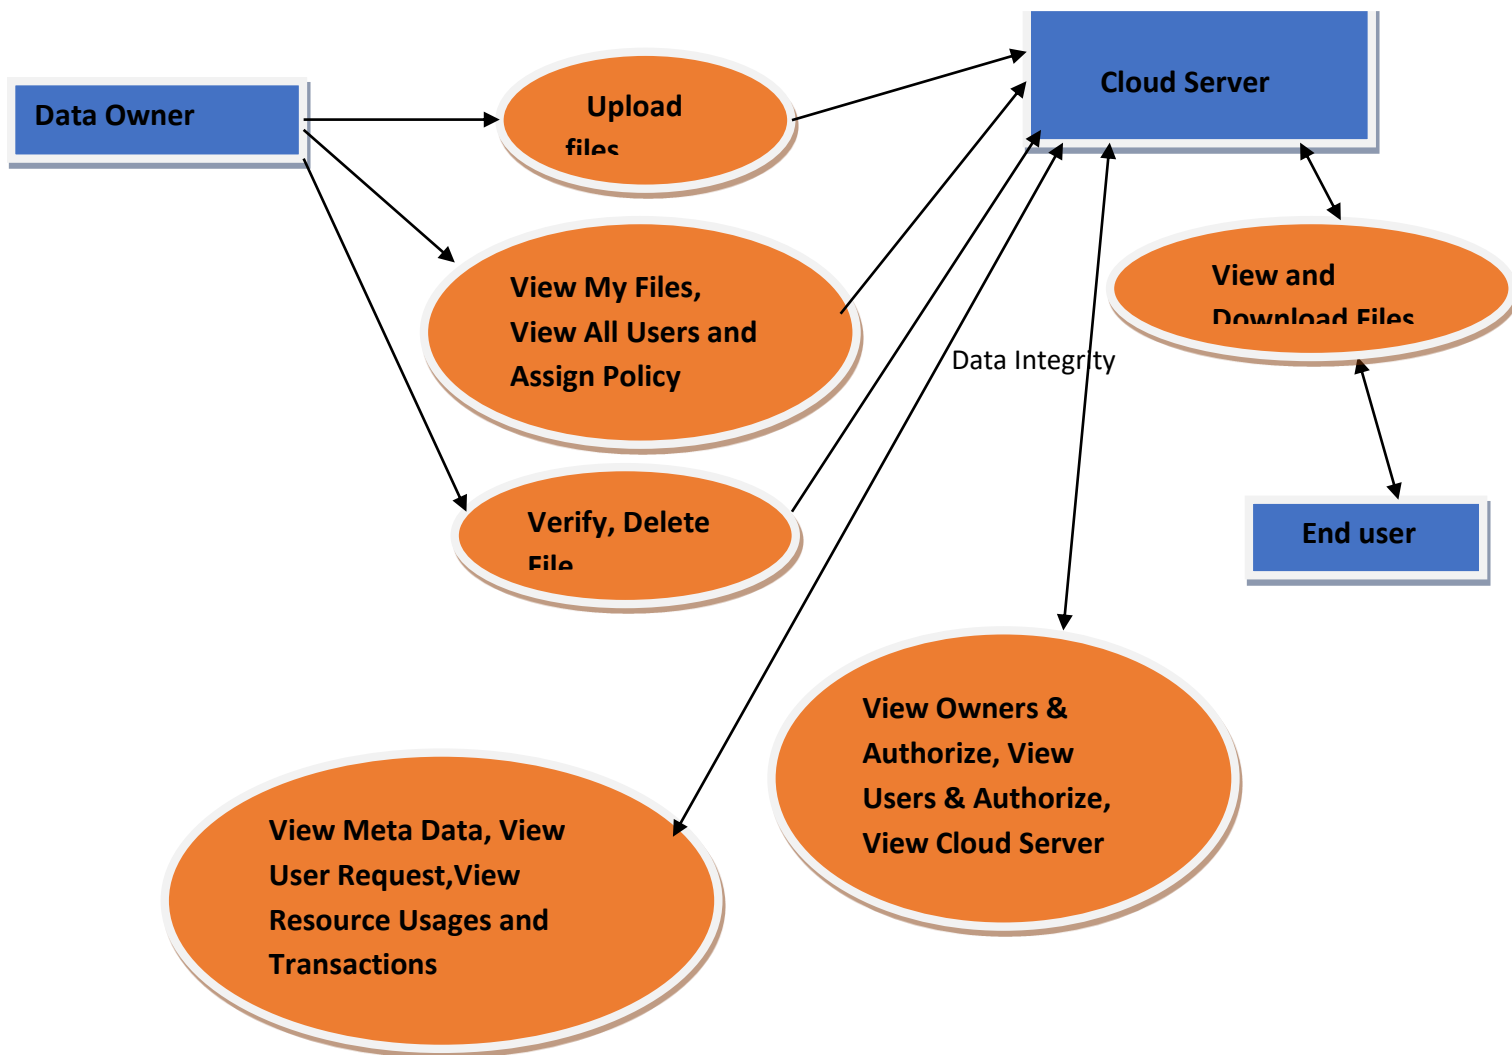 Data Owner
Upload
files
Cloud Server
View My Files,
View All Users and
Assign Policy
View and
Download Files
Data Integrity
Verify, Delete
File
End user
View Owners &
Authorize, View
Users & Authorize,
View Cloud Server
View Meta Data, View
User Request,View
Resource Usages and
Transactions